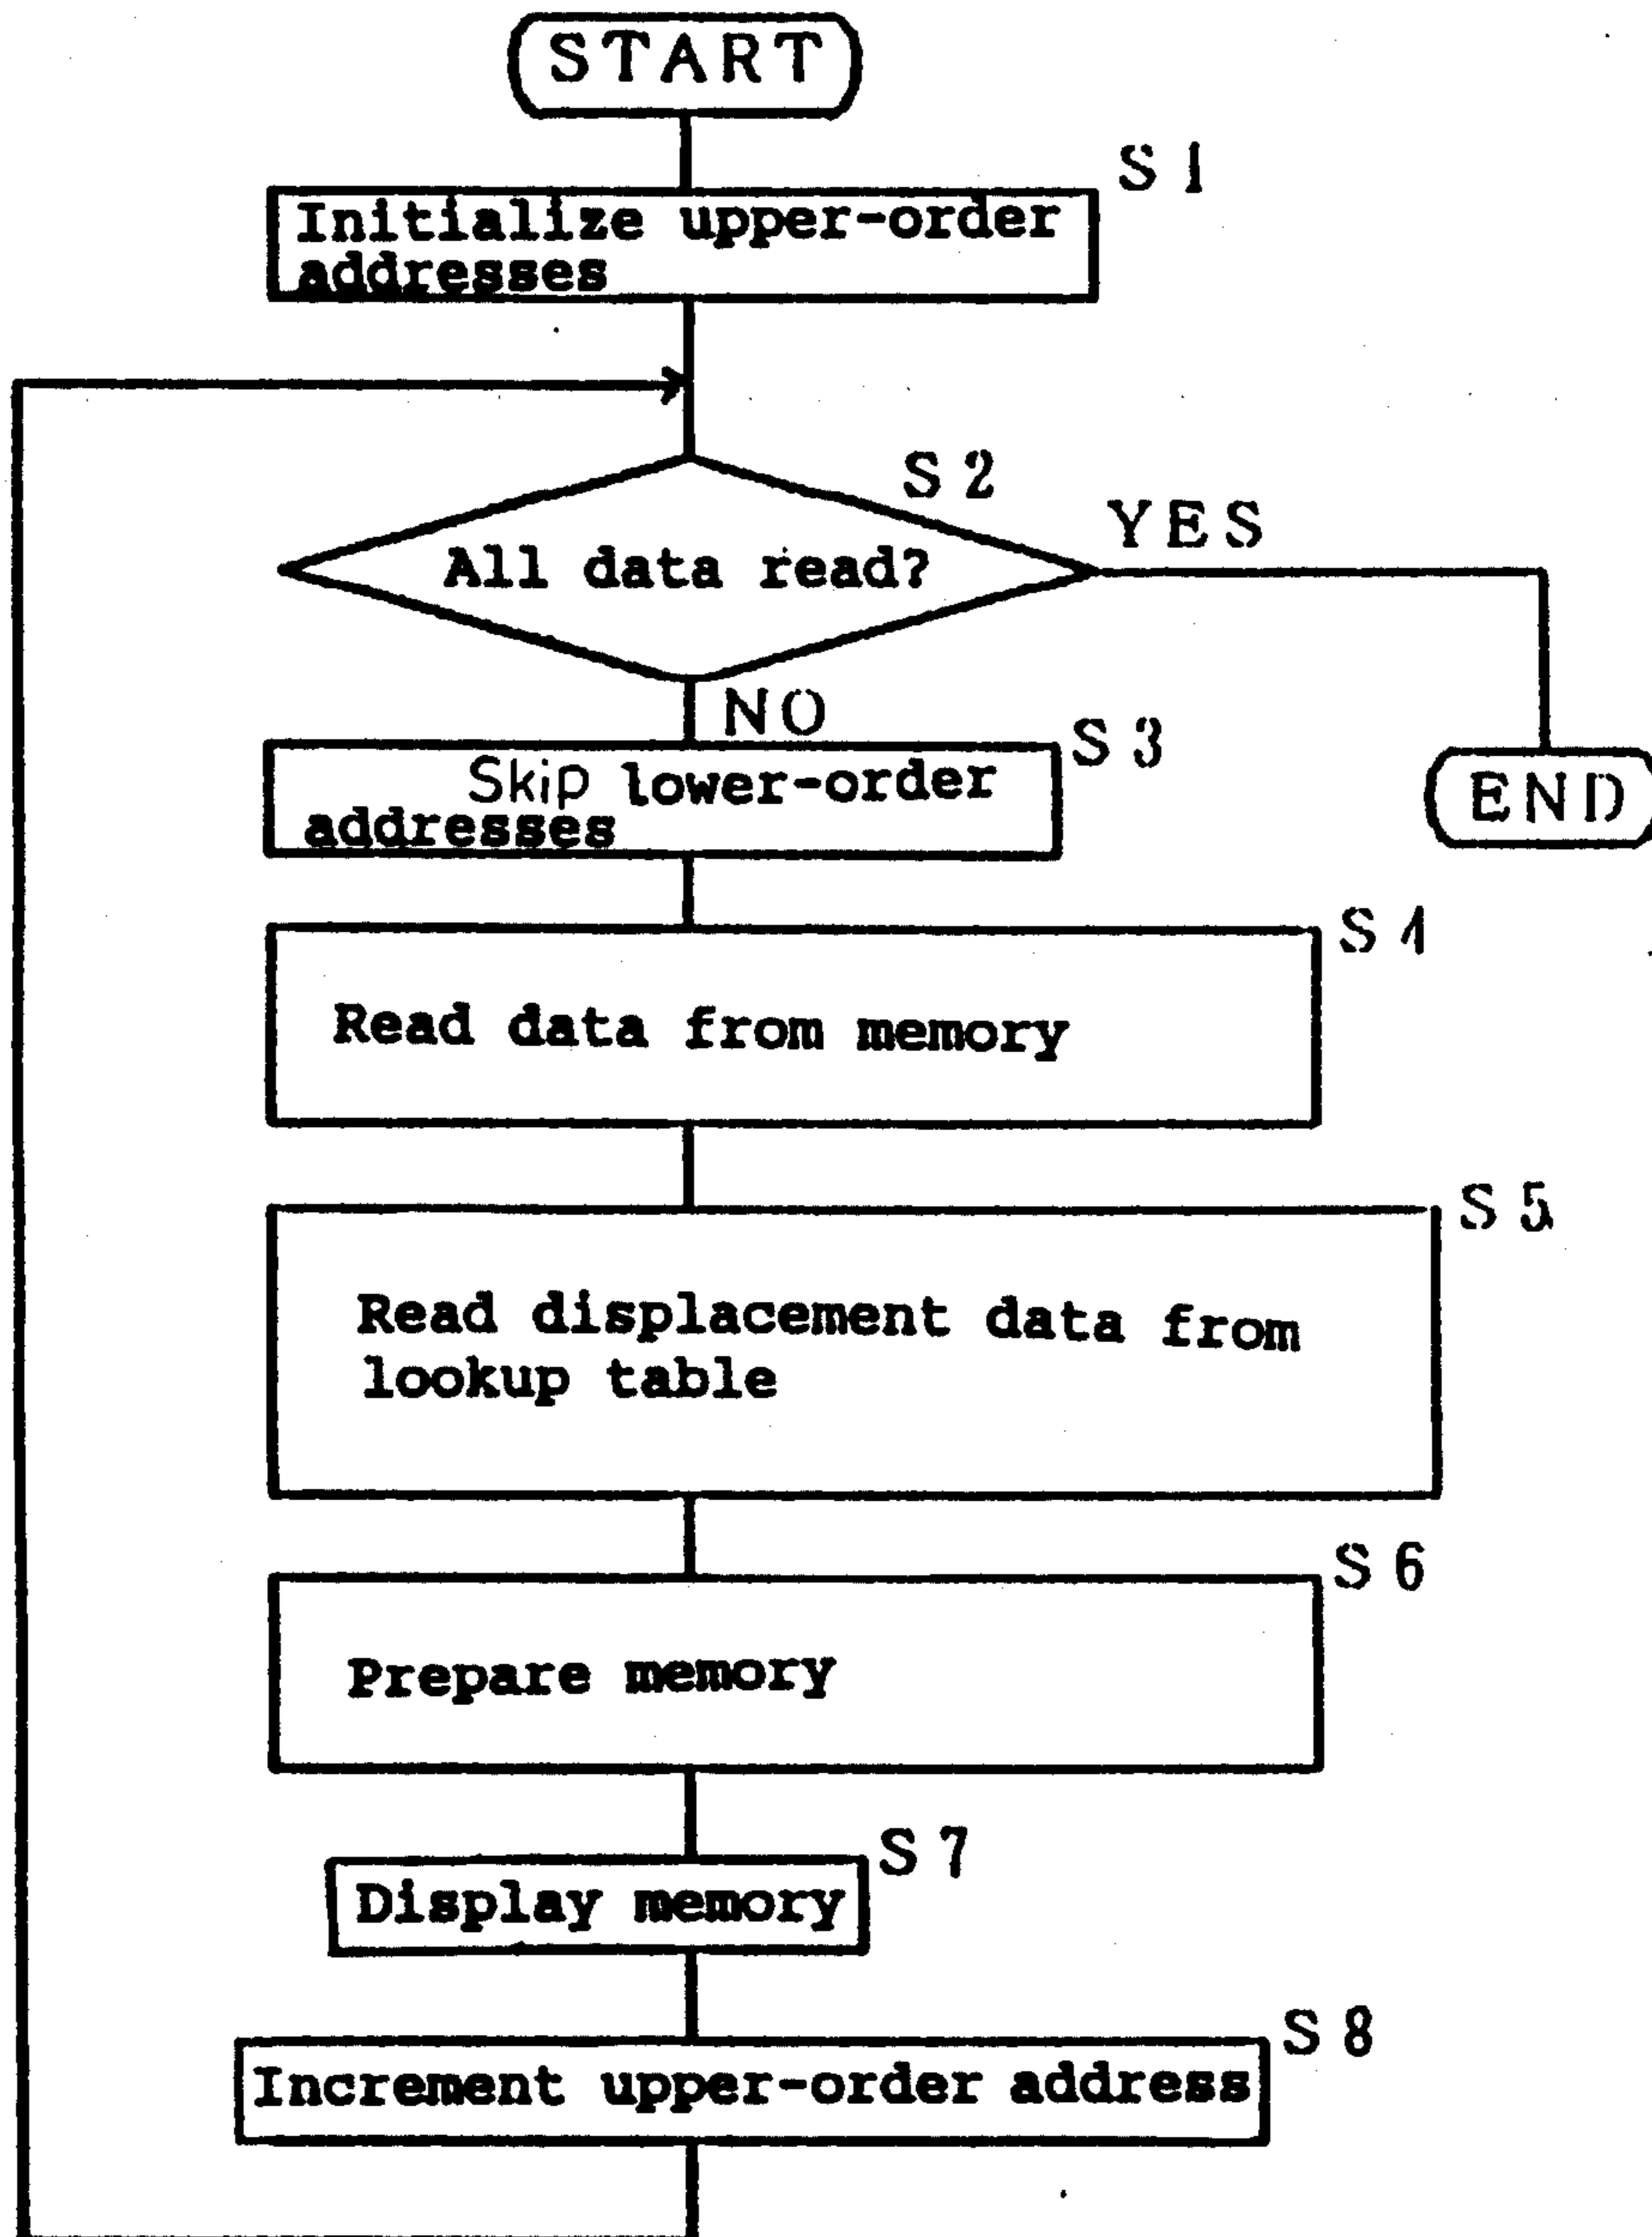 START
S1
Initialize upper-order
addresses
S2
YES
All data read?
NO
S3
Skip lower-order
addresses
END
S4
Read data from memory
S5
Read displacement data from
lookup table
S6
Prepare memory
S7
Display memory
S8
Increment upper-order address